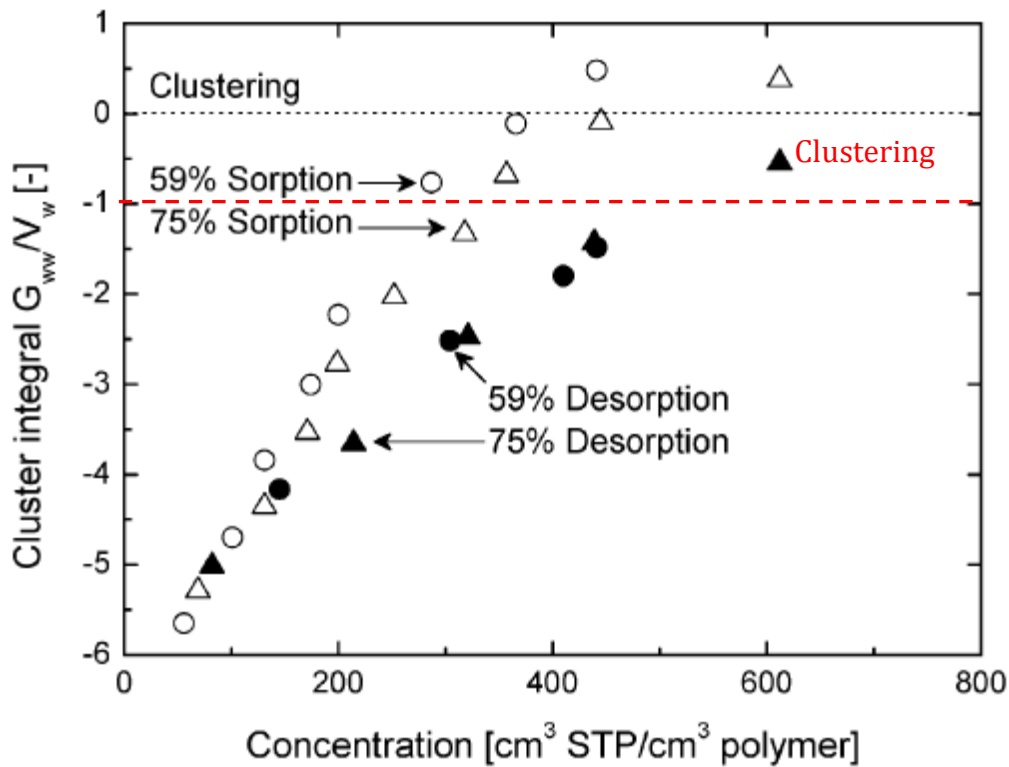 1
0
-1
-2
-3
-4
-5
-6
Clustering
Clustering
59% Sorption
75% Sorption
59% Desorption
75% Desorption
0
200
400
600
800
Cluster integral G_ww/V_w [-]
Concentration [cm³ STP/cm³ polymer]